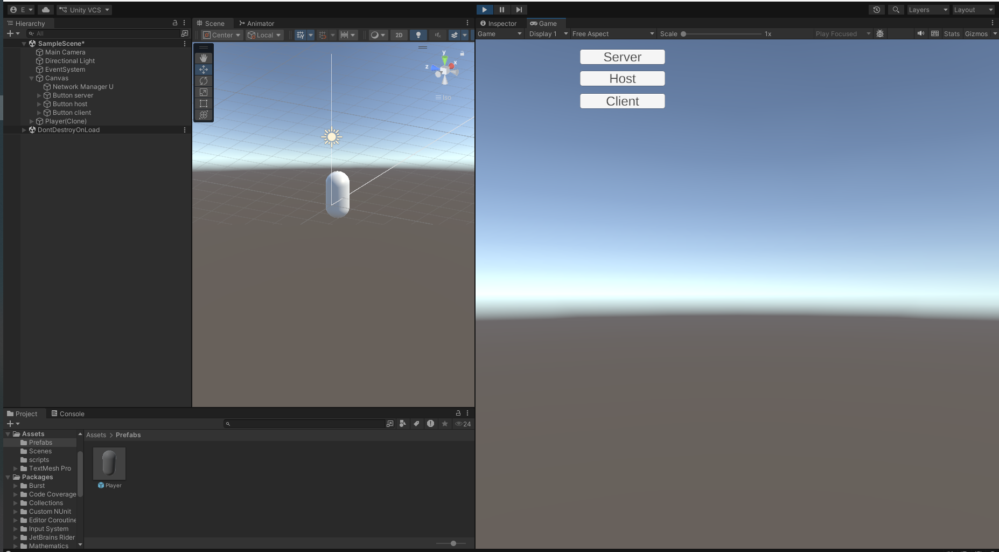 E
Unity VCS
Layers
Layout
Hierarchy
Scene
Animator
Inspector
Game
All
Center
Local
2D
Game
Display 1
Free Aspect
Scale
1x
Play Focused
Stats
Gizmos
SampleScene*
Main Camera
Directional Light
EventSystem
Canvas
Network Manager U
Button server
Button host
Button client
Player(Clone)
DontDestroyOnLoad
y
x
z
Iso
Server
Host
Client
Project
Console
24
Assets
Prefabs
Scenes
scripts
TextMesh Pro
Packages
Burst
Code Coverage
Collections
Custom NUnit
Editor Coroutine
Input System
JetBrains Rider
Mathematics
Assets > Prefabs
Player